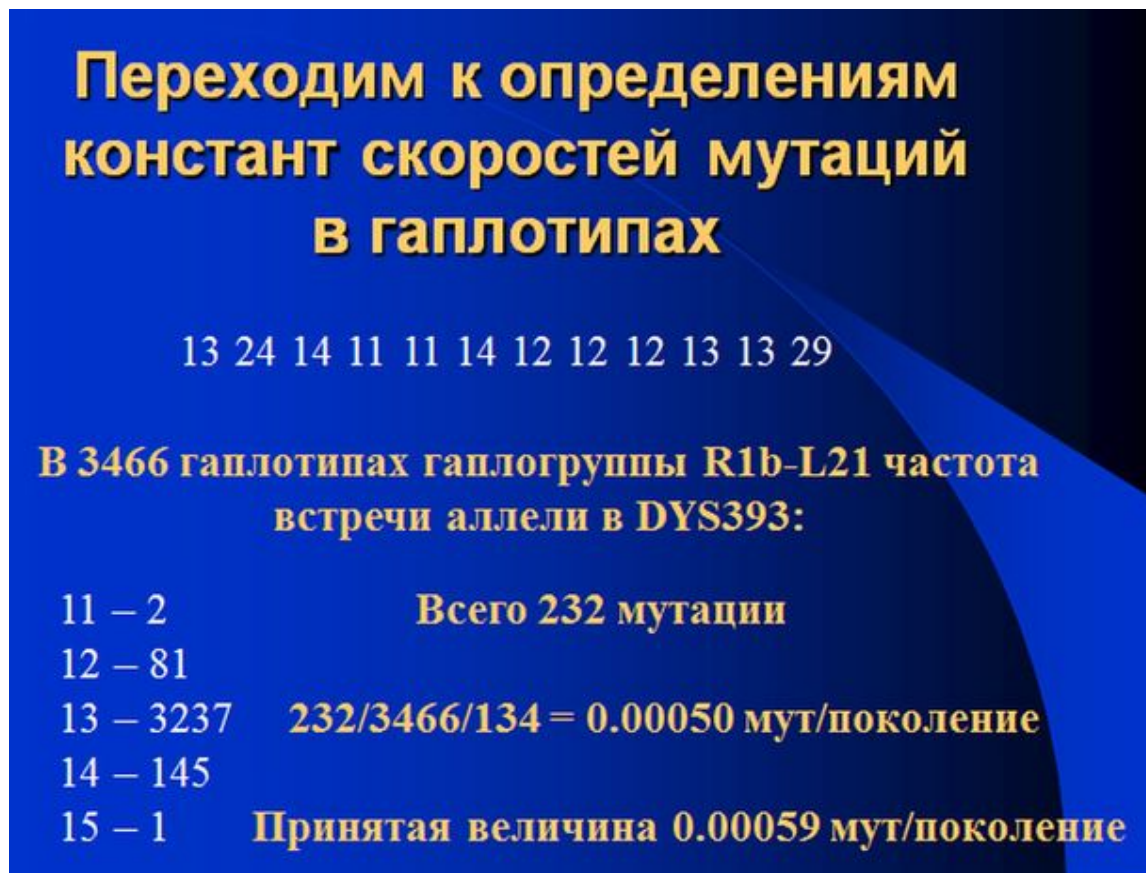 Переходим к определениям
констант скоростей мутаций
в гаплотипах
13 24 14 11 11 14 12 12 12 13 13 29
В 3466 гаплотипах гаплогруппы R1b-L21 частота
встречи аллели в DYS393:
11 – 2 Всего 232 мутации
12 – 81
13 – 3237 232/3466/134 = 0.00050 мут/поколение
14 – 145
15 – 1 Принятая величина 0.00059 мут/поколение